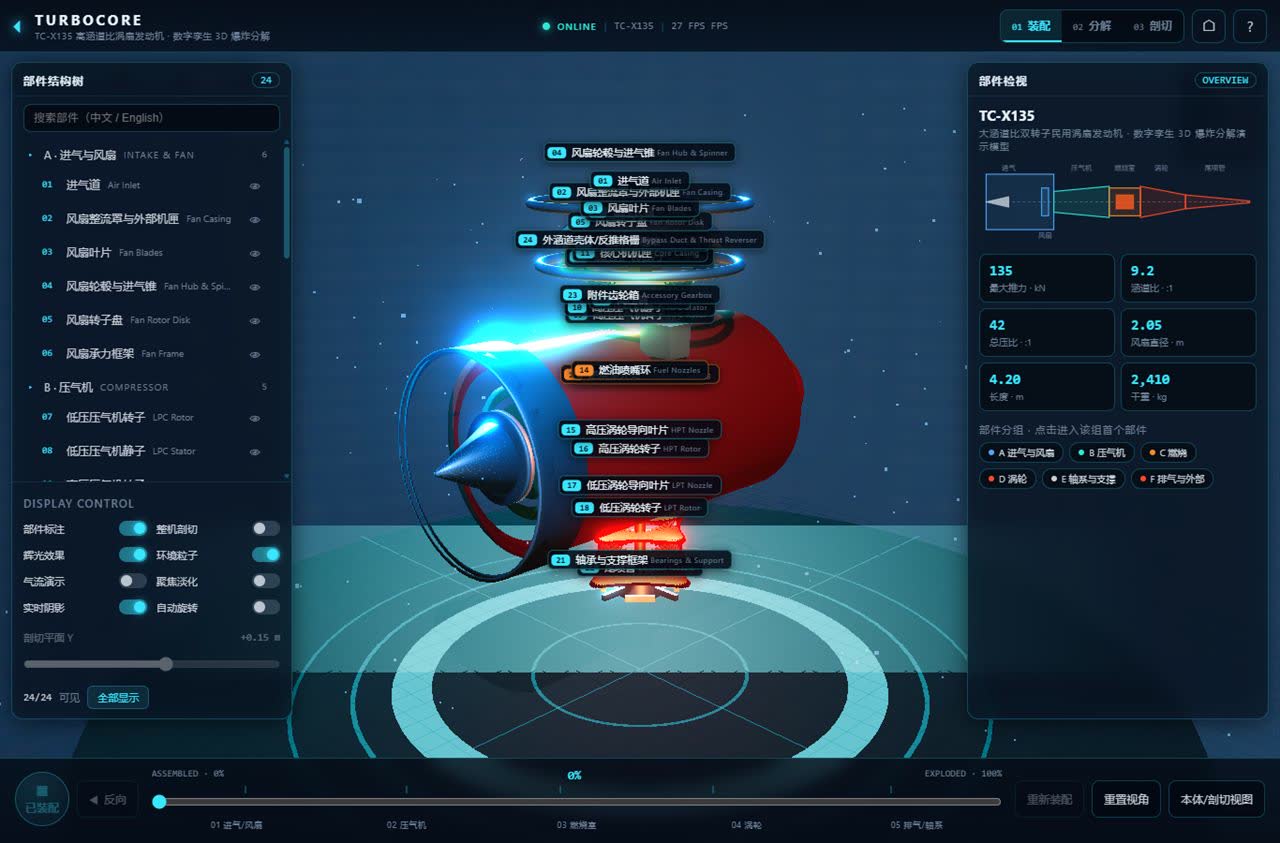 TURBOCORE
TC-X135 高涵道比涡扇发动机 · 数字孪生 3D 爆炸分解
ONLINE
TC-X135
27 FPS FPS
01 装配
02 分解
03 剖切
?
部件结构树
24
搜索部件（中文 / English）
A · 进气与风扇 INTAKE & FAN 6
01 进气道 Air Inlet
02 风扇整流罩与外部机匣 Fan Casing
03 风扇叶片 Fan Blades
04 风扇轮毂与进气锥 Fan Hub & Spi...
05 风扇转子盘 Fan Rotor Disk
06 风扇承力框架 Fan Frame
B · 压气机 COMPRESSOR 5
07 低压压气机转子 LPC Rotor
08 低压压气机静子 LPC Stator
DISPLAY CONTROL
部件标注
整机剖切
辉光效果
环境粒子
气流演示
聚焦淡化
实时阴影
自动旋转
剖切平面 Y
+0.15 m
24/24 可见
全部显示
04 风扇轮毂与进气锥 Fan Hub & Spinner
01 进气道 Air Inlet
02 风扇整流罩与外部机匣 Fan Casing
03 风扇叶片 Fan Blades
05 风扇转子盘 Fan Rotor Disk
24 外涵道壳体/反推格栅 Bypass Duct & Thrust Reverser
11 核心机机匣 Core Casing
23 附件齿轮箱 Accessory Gearbox
10
14 燃油喷嘴环 Fuel Nozzles
15 高压涡轮导向叶片 HPT Nozzle
16 高压涡轮转子 HPT Rotor
17 低压涡轮导向叶片 LPT Nozzle
18 低压涡轮转子 LPT Rotor
21 轴承与支撑框架 Bearings & Support
部件检视
OVERVIEW
TC-X135
大涵道比双转子民用涡扇发动机 · 数字孪生 3D 爆炸分解演
示模型
进气
压气机
燃烧室
涡轮
尾喷管
风扇
135
最大推力 · kN
9.2
涵道比 · :1
42
总压比 · :1
2.05
风扇直径 · m
4.20
长度 · m
2,410
干重 · kg
部件分组 · 点击进入该组首个部件
A 进气与风扇
B 压气机
C 燃烧
D 涡轮
E 轴系与支撑
F 排气与外部
已装配
◀ 反向
ASSEMBLED · 0%
0%
EXPLODED · 100%
01 进气/风扇
02 压气机
03 燃烧室
04 涡轮
05 排气/轴系
重新装配
重置视角
本体/剖切视图